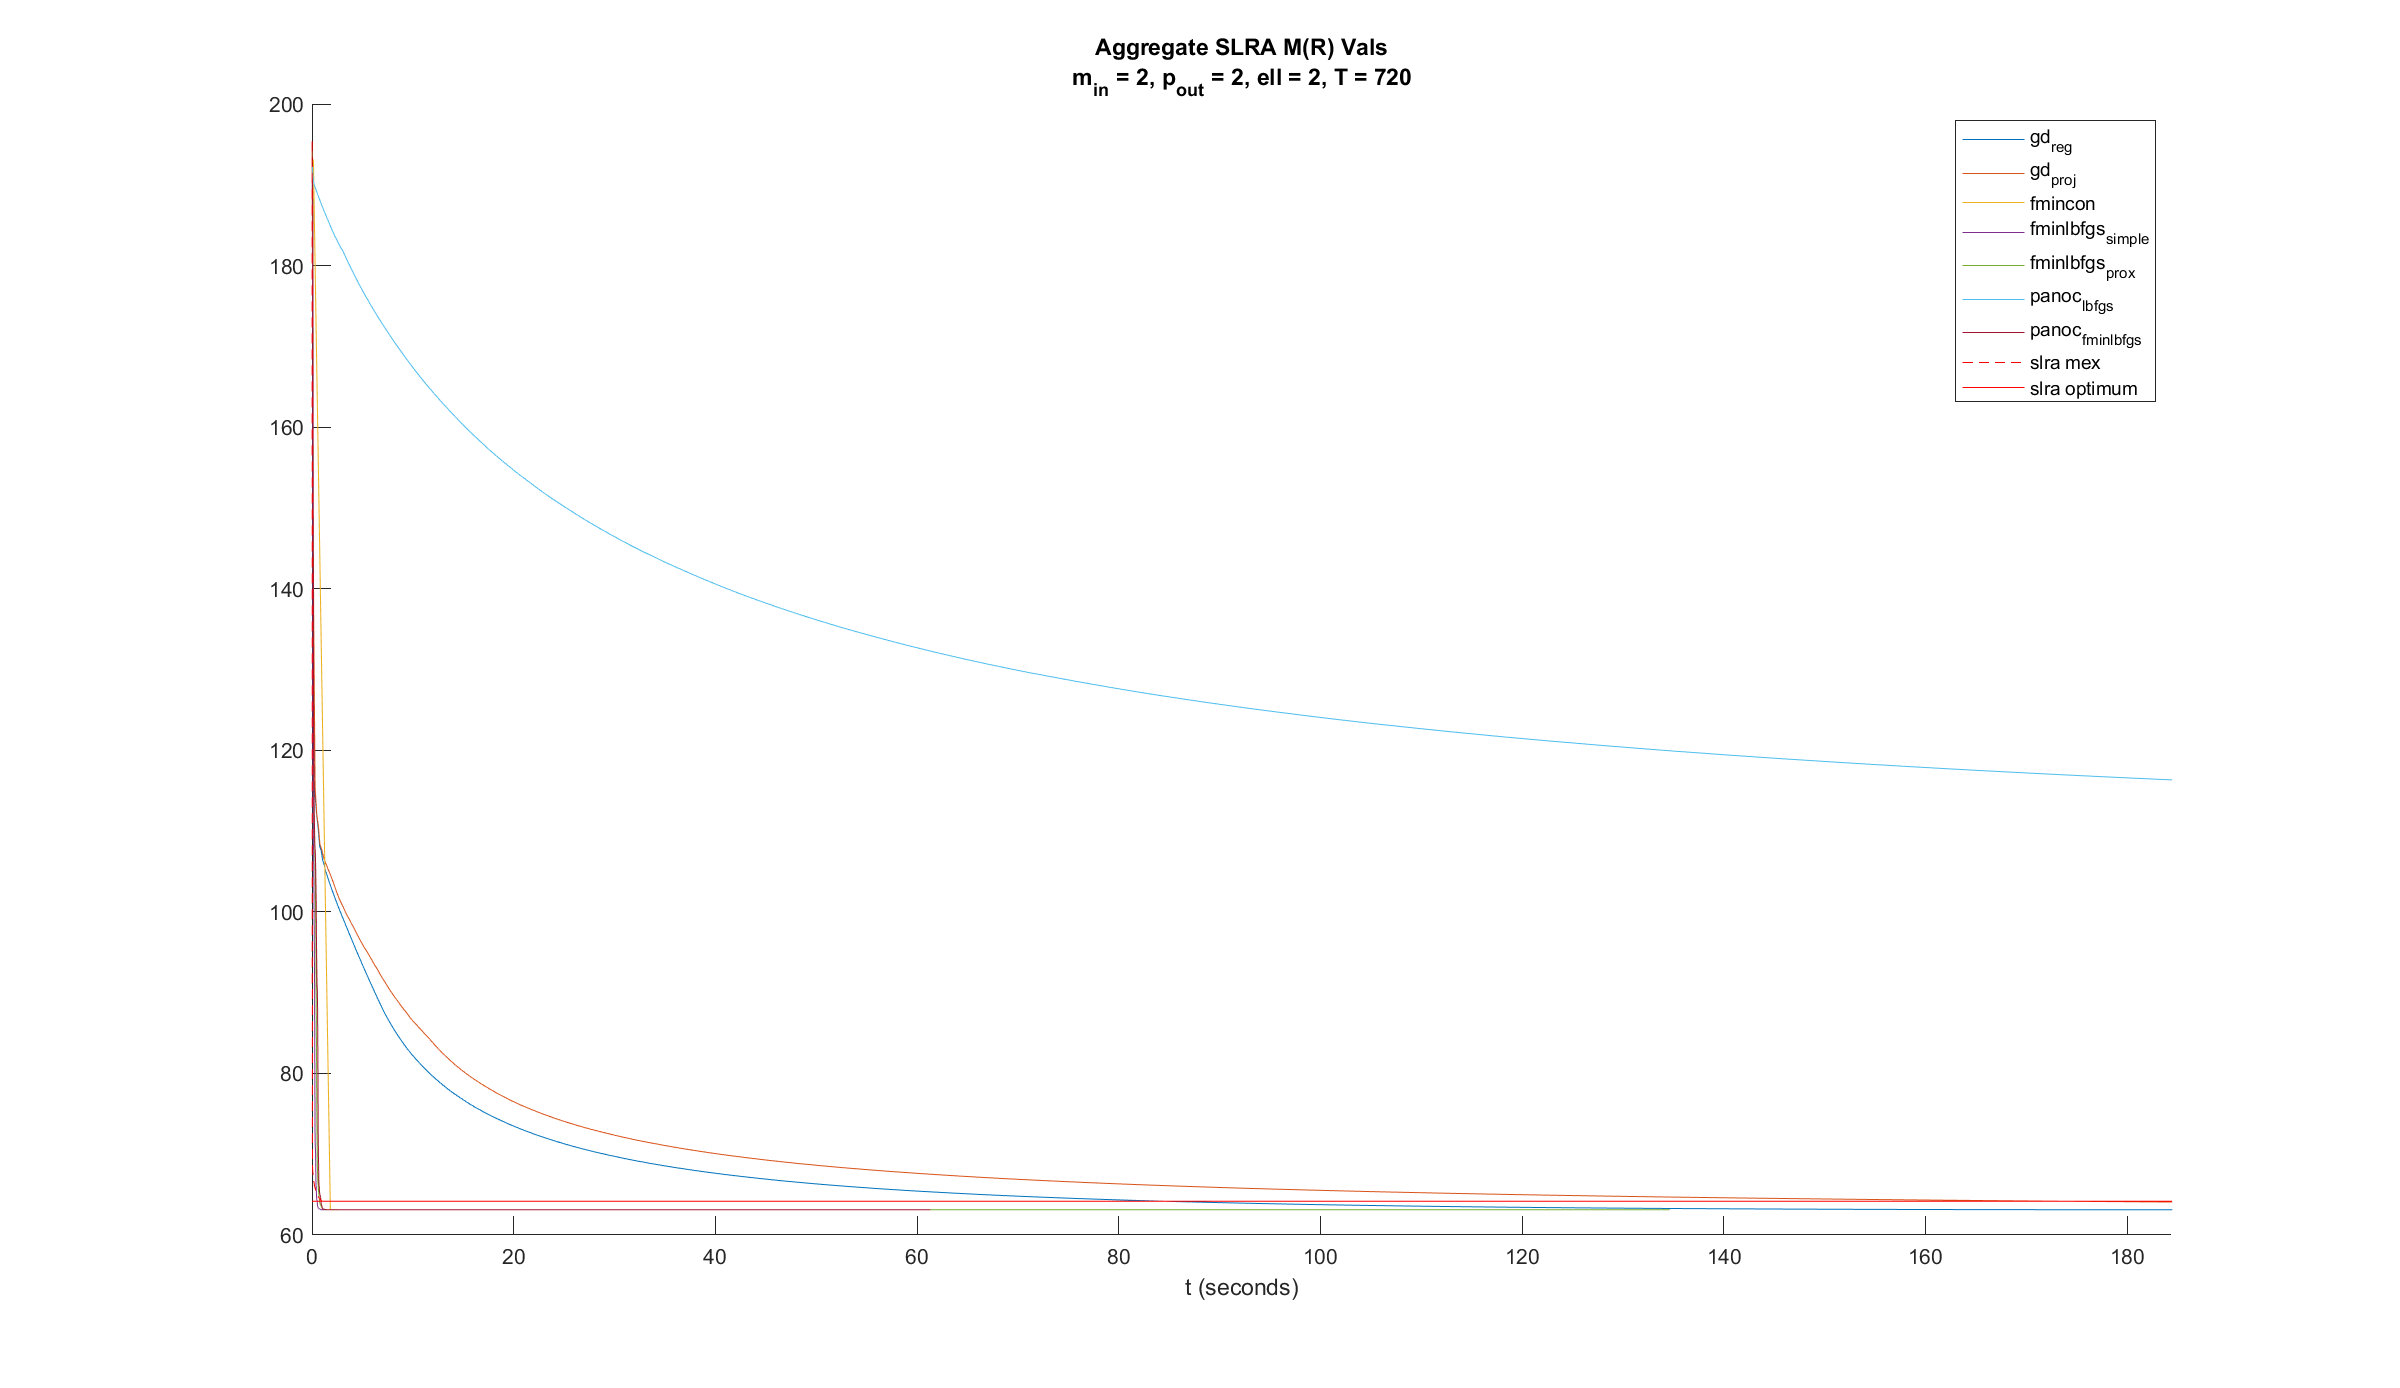 Aggregate SLRA M(R) Vals
m_in = 2, p_out = 2, ell = 2, T = 720
200
180
160
140
120
100
80
60
0 20 40 60 80 100 120 140 160 180
t (seconds)
gd_reg
gd_proj
fmincon
fminlbfgs_simple
fminlbfgs_prox
panoc_lbfgs
panoc_fminlbfgs
slra mex
slra optimum